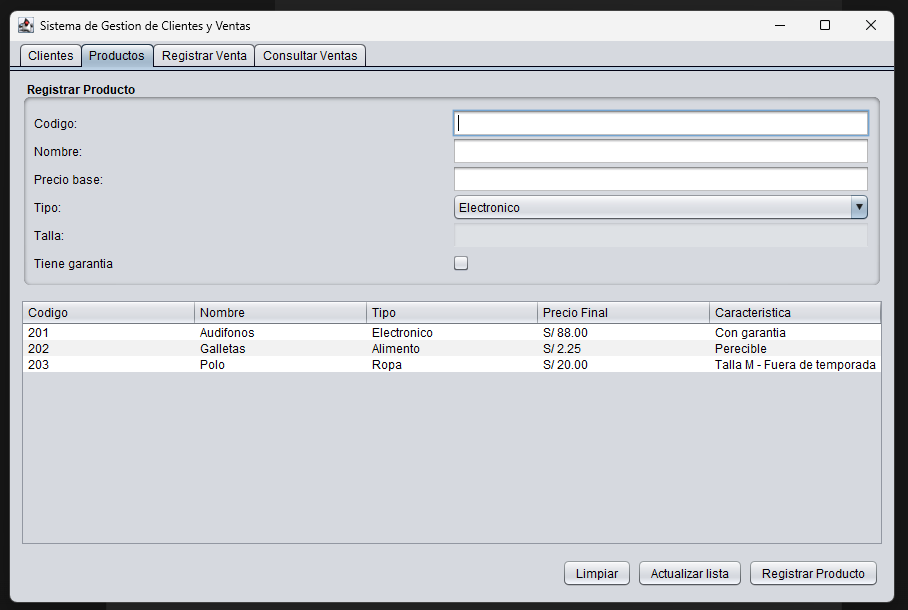 Sistema de Gestion de Clientes y Ventas
Clientes Productos Registrar Venta Consultar Ventas
Registrar Producto
Codigo:
Nombre:
Precio base:
Tipo: Electronico
Talla:
Tiene garantia
Codigo Nombre Tipo Precio Final Caracteristica
201 Audifonos Electronico S/ 88.00 Con garantia
202 Galletas Alimento S/ 2.25 Perecible
203 Polo Ropa S/ 20.00 Talla M - Fuera de temporada
Limpiar Actualizar lista Registrar Producto